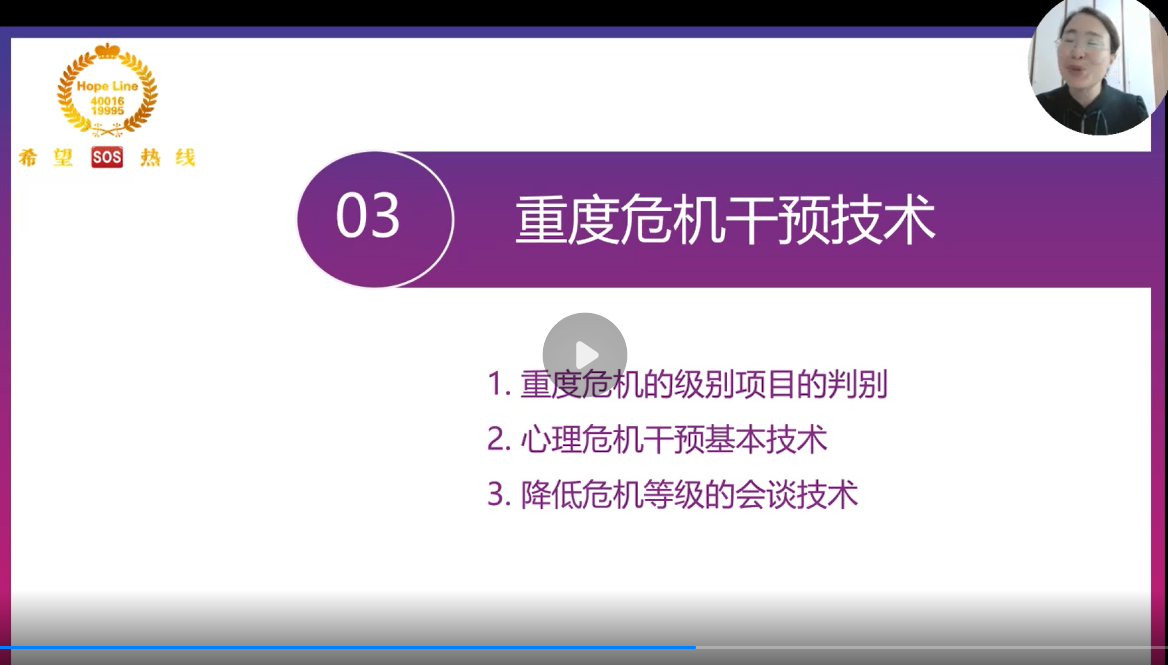 Hope Line
40016
19995
希望 SOS 热线
03 重度危机干预技术
1. 重度危机的级别项目的判别
2. 心理危机干预基本技术
3. 降低危机等级的会谈技术